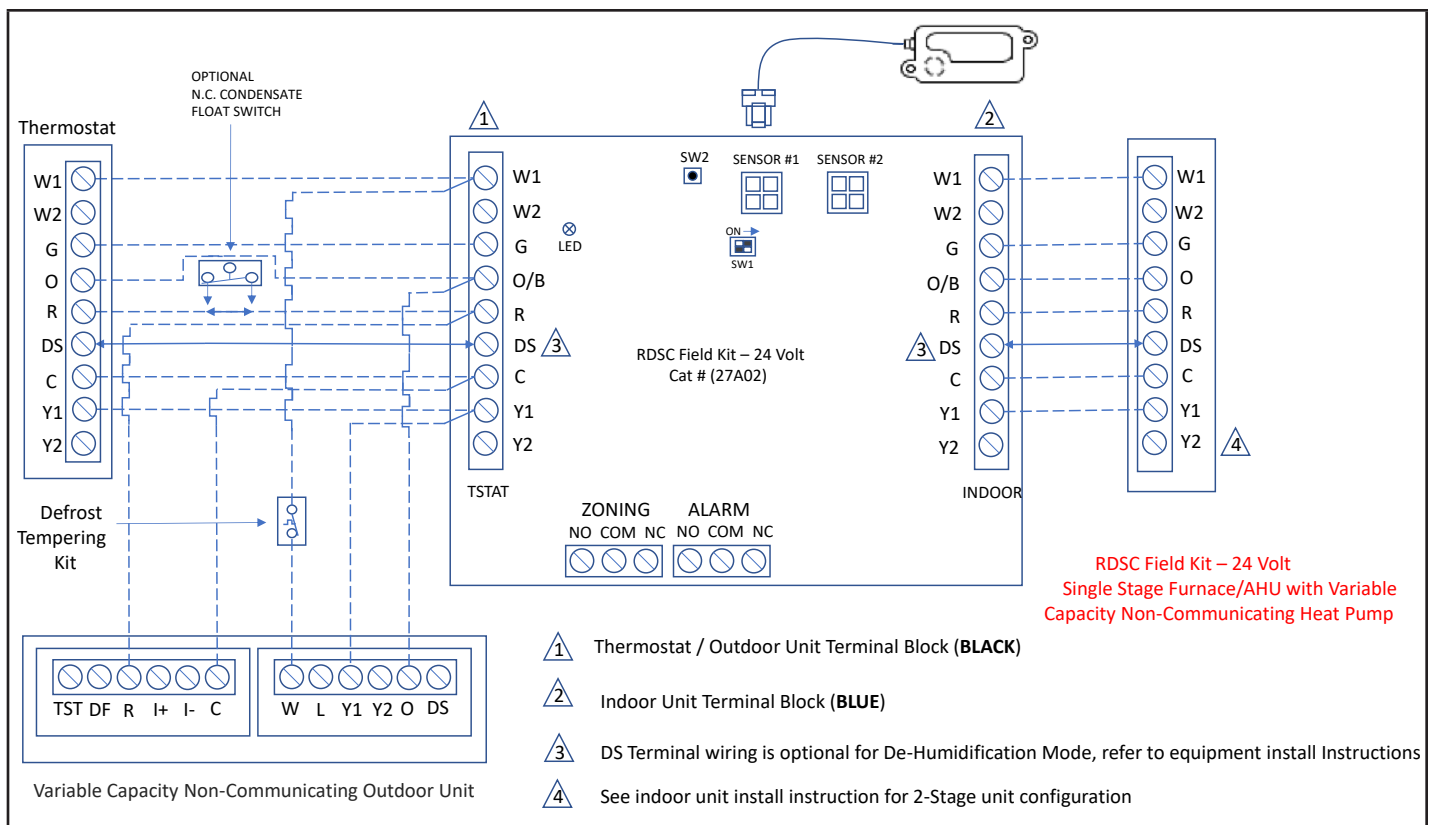 OPTIONAL
N.C. CONDENSATE
FLOAT SWITCH
Thermostat
W1
W2
G
O
R
DS
C
Y1
Y2
1
W1
W2
G
O/B
R
DS 3
C
Y1
Y2
TSTAT
LED
SW2
SENSOR #1 SENSOR #2
ON
SW1
RDSC Field Kit – 24 Volt
Cat # (27A02)
ZONING ALARM
NO COM NC NO COM NC
2
W1
W2
G
O/B
R
3 DS
C
Y1
Y2
INDOOR
W1
W2
G
O
R
DS
C
Y1
Y2
4
Defrost
Tempering
Kit
RDSC Field Kit – 24 Volt
Single Stage Furnace/AHU with Variable
Capacity Non-Communicating Heat Pump
TST DF R I+ I- C W L Y1 Y2 O DS
Variable Capacity Non-Communicating Outdoor Unit
1 Thermostat / Outdoor Unit Terminal Block (BLACK)
2 Indoor Unit Terminal Block (BLUE)
3 DS Terminal wiring is optional for De-Humidification Mode, refer to equipment install Instructions
4 See indoor unit install instruction for 2-Stage unit configuration